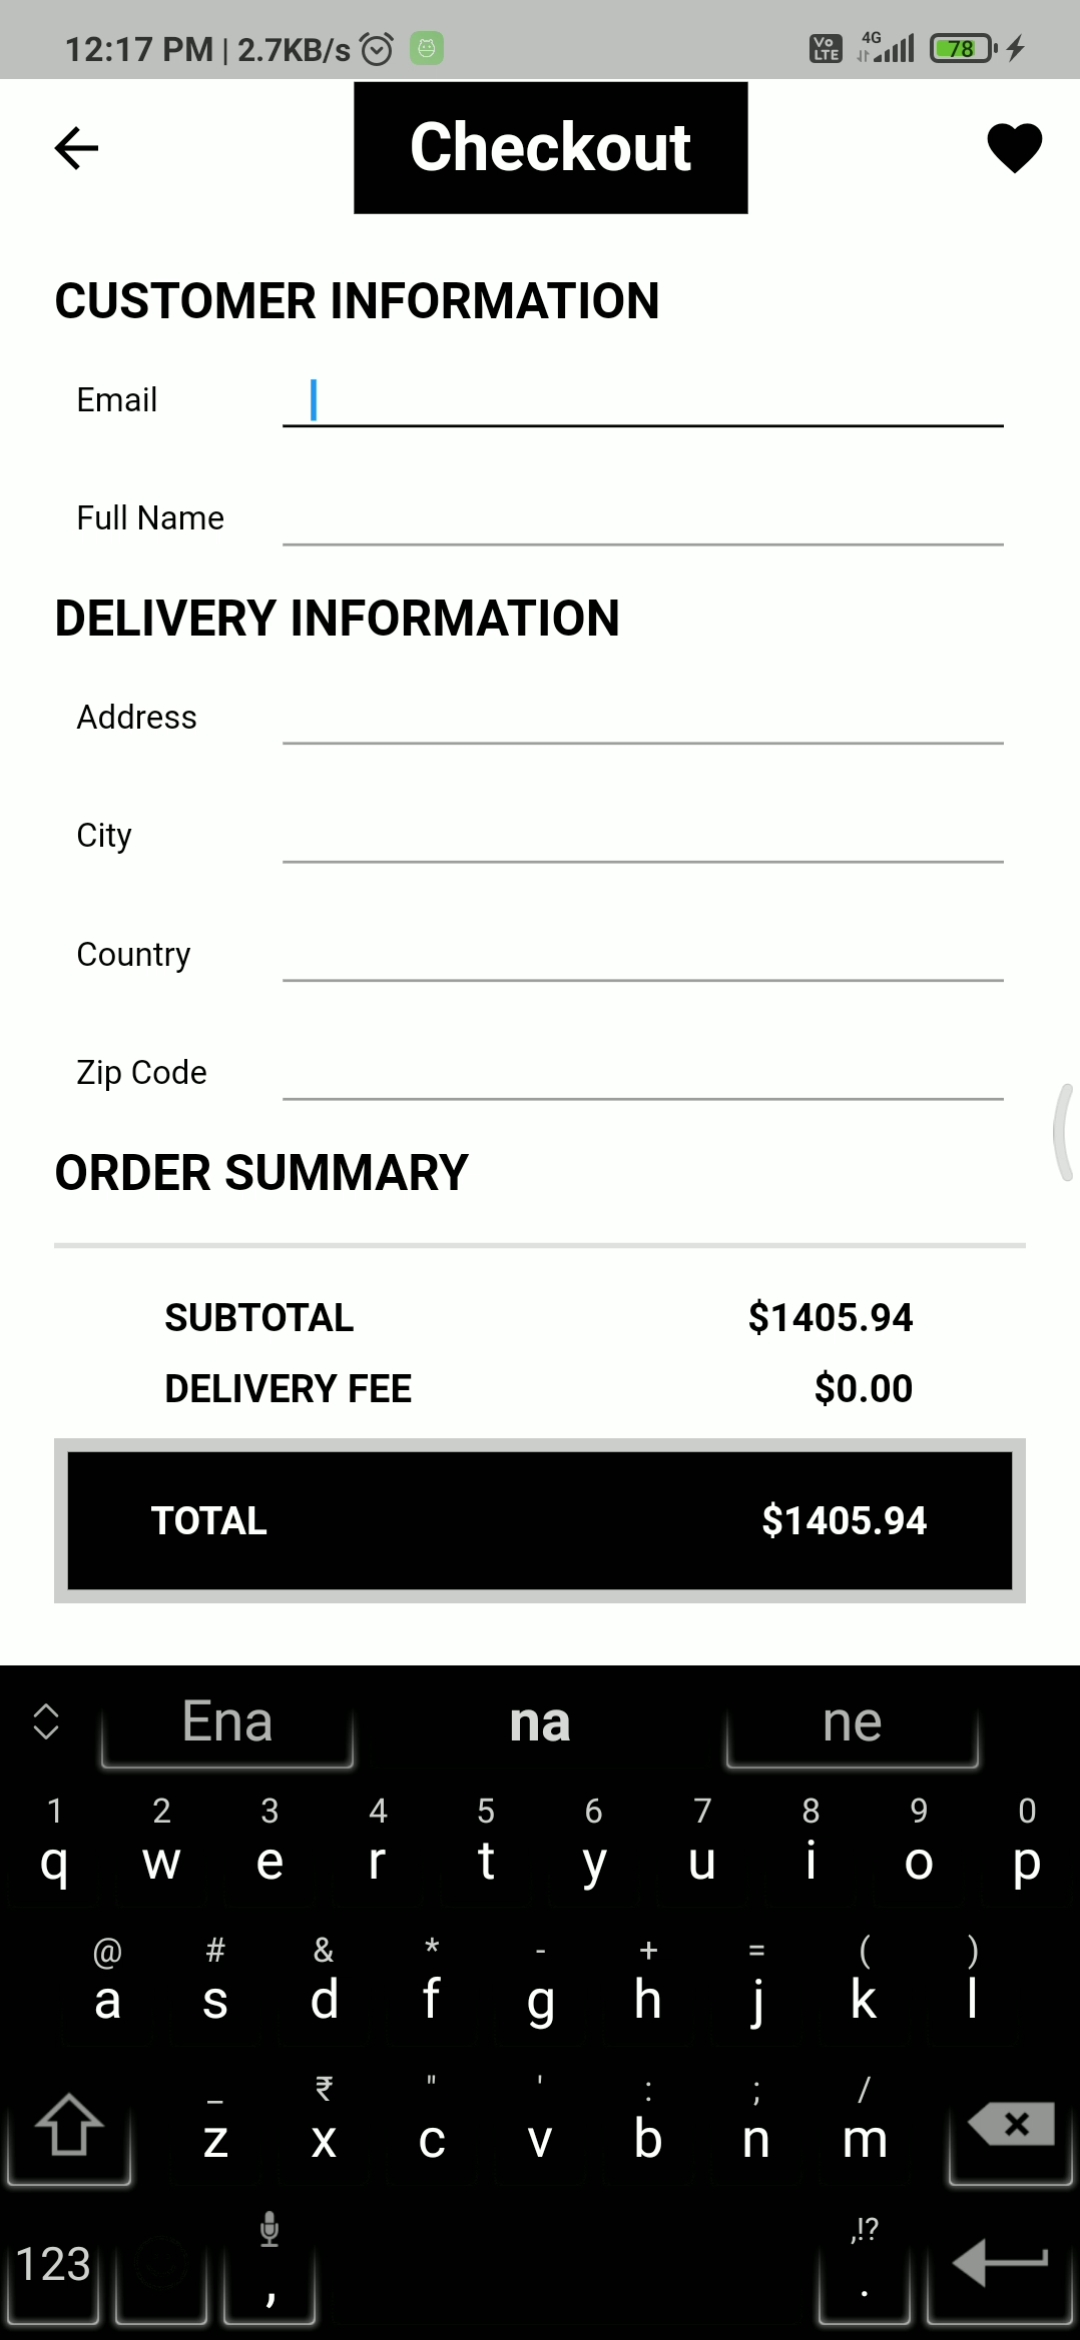 12:17 PM | 2.7KB/s Vo LTE 4G 78
Checkout
CUSTOMER INFORMATION
Email
Full Name
DELIVERY INFORMATION
Address
City
Country
Zip Code
ORDER SUMMARY
SUBTOTAL $1405.94
DELIVERY FEE $0.00
TOTAL $1405.94
Ena na ne
1 2 3 4 5 6 7 8 9 0
q w e r t y u i o p
@ # & * - + = ( )
a s d f g h j k l
_ ₹ " ' : ; /
z x c v b n m
,!?
123 , .